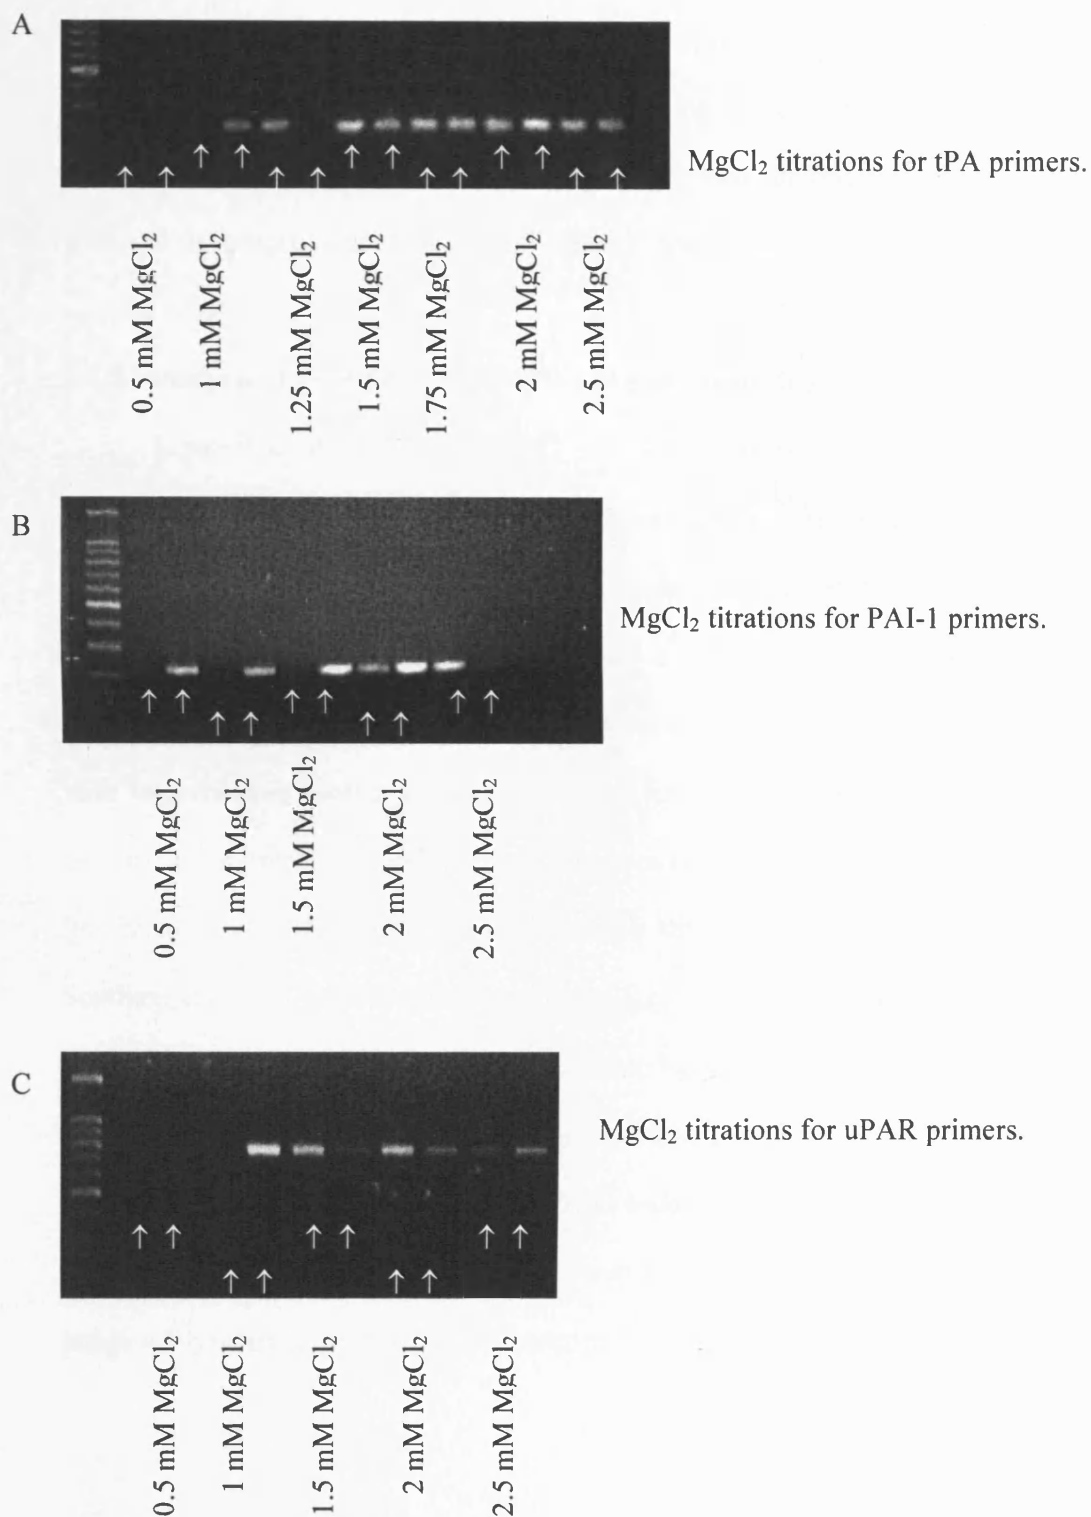 A
MgCl₂ titrations for tPA primers.
0.5 mM MgCl₂
1 mM MgCl₂
1.25 mM MgCl₂
1.5 mM MgCl₂
1.75 mM MgCl₂
2 mM MgCl₂
2.5 mM MgCl₂
B
MgCl₂ titrations for PAI-1 primers.
0.5 mM MgCl₂
1 mM MgCl₂
1.5 mM MgCl₂
2 mM MgCl₂
2.5 mM MgCl₂
C
MgCl₂ titrations for uPAR primers.
0.5 mM MgCl₂
1 mM MgCl₂
1.5 mM MgCl₂
2 mM MgCl₂
2.5 mM MgCl₂